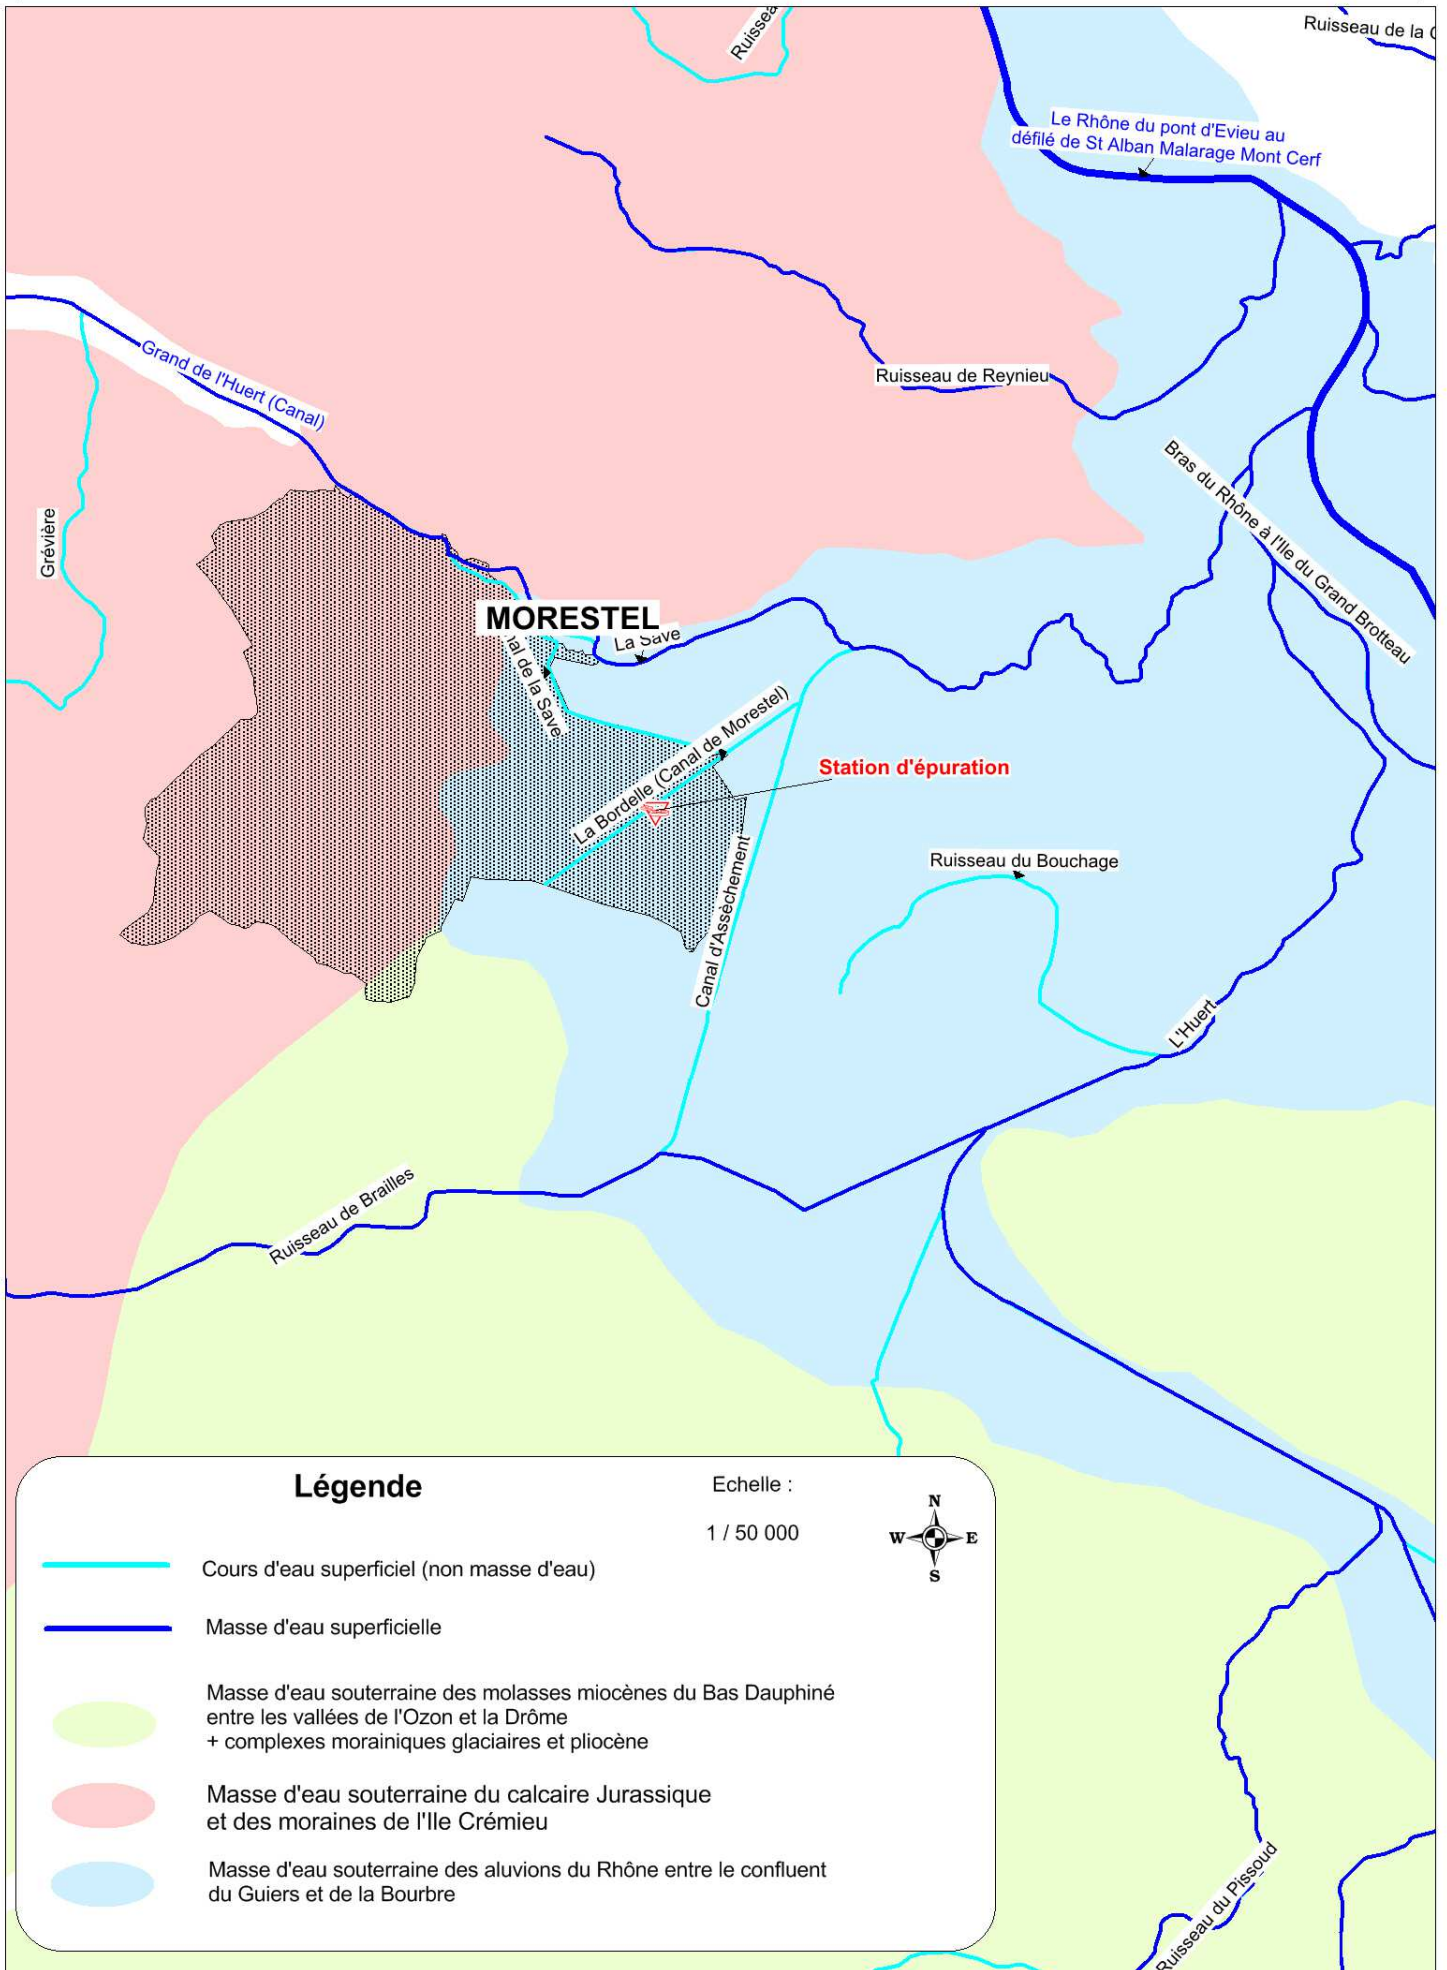 Ruisseau de la
Le Rhône du pont d'Evieu au
défilé de St Alban Malarage Mont Cerf
Grand de l'Huert (Canal)
Ruisseau de Reynieu
Bras du Rhône à l'Ile du Grand Brotteau
Grévière
MORESTEL
La Save
de la Save
La Bordelle (Canal de Morestel)
Station d'épuration
Canal d'Assèchement
Ruisseau du Bouchage
L'Huert
Ruisseau de Brailles
Légende
Echelle :
1 / 50 000
N
W
E
S
Cours d'eau superficiel (non masse d'eau)
Masse d'eau superficielle
Masse d'eau souterraine des molasses miocènes du Bas Dauphiné
entre les vallées de l'Ozon et la Drôme
+ complexes morainiques glaciaires et pliocène
Masse d'eau souterraine du calcaire Jurassique
et des moraines de l'Ile Crémieu
Masse d'eau souterraine des aluvions du Rhône entre le confluent
du Guiers et de la Bourbre
Ruisseau du Pissoud